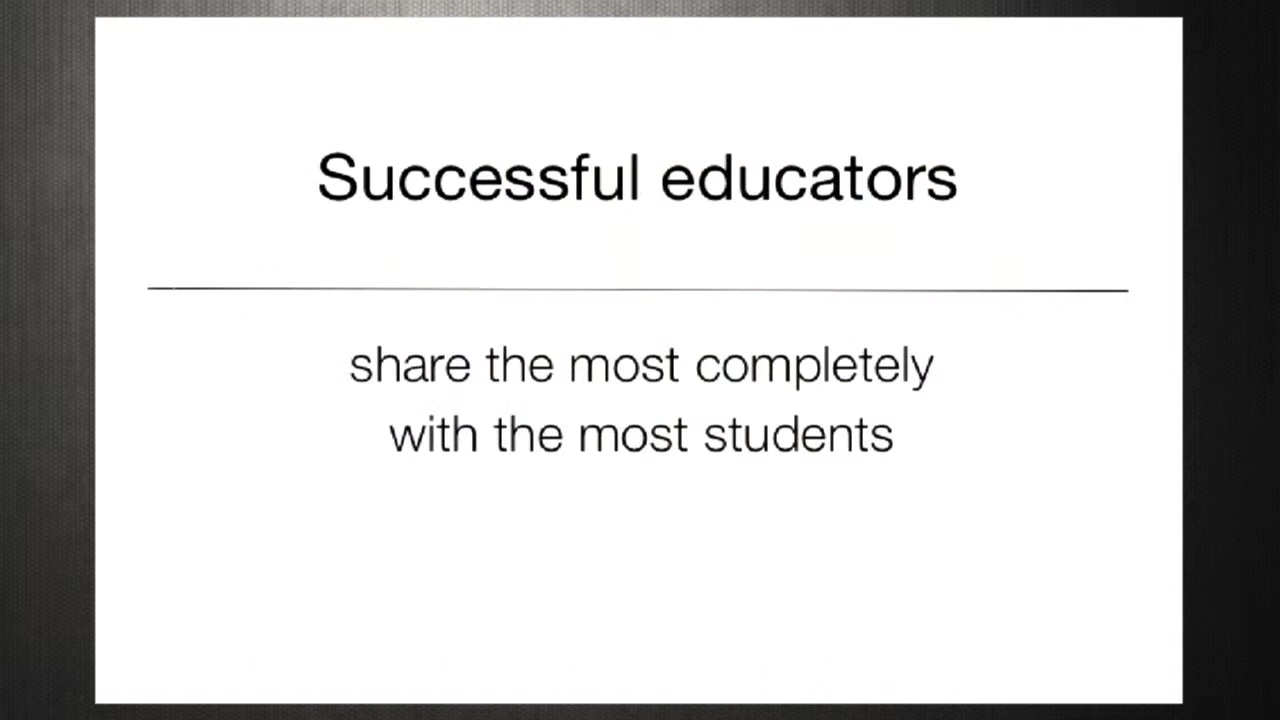 Successful educators
share the most completely
with the most students